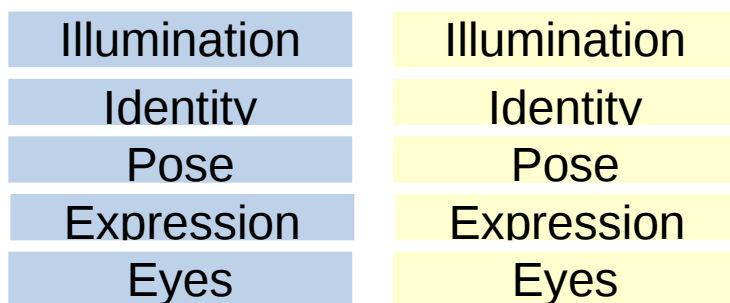 Illumination Illumination
Identity Identity
Pose Pose
Expression Expression
Eyes Eyes